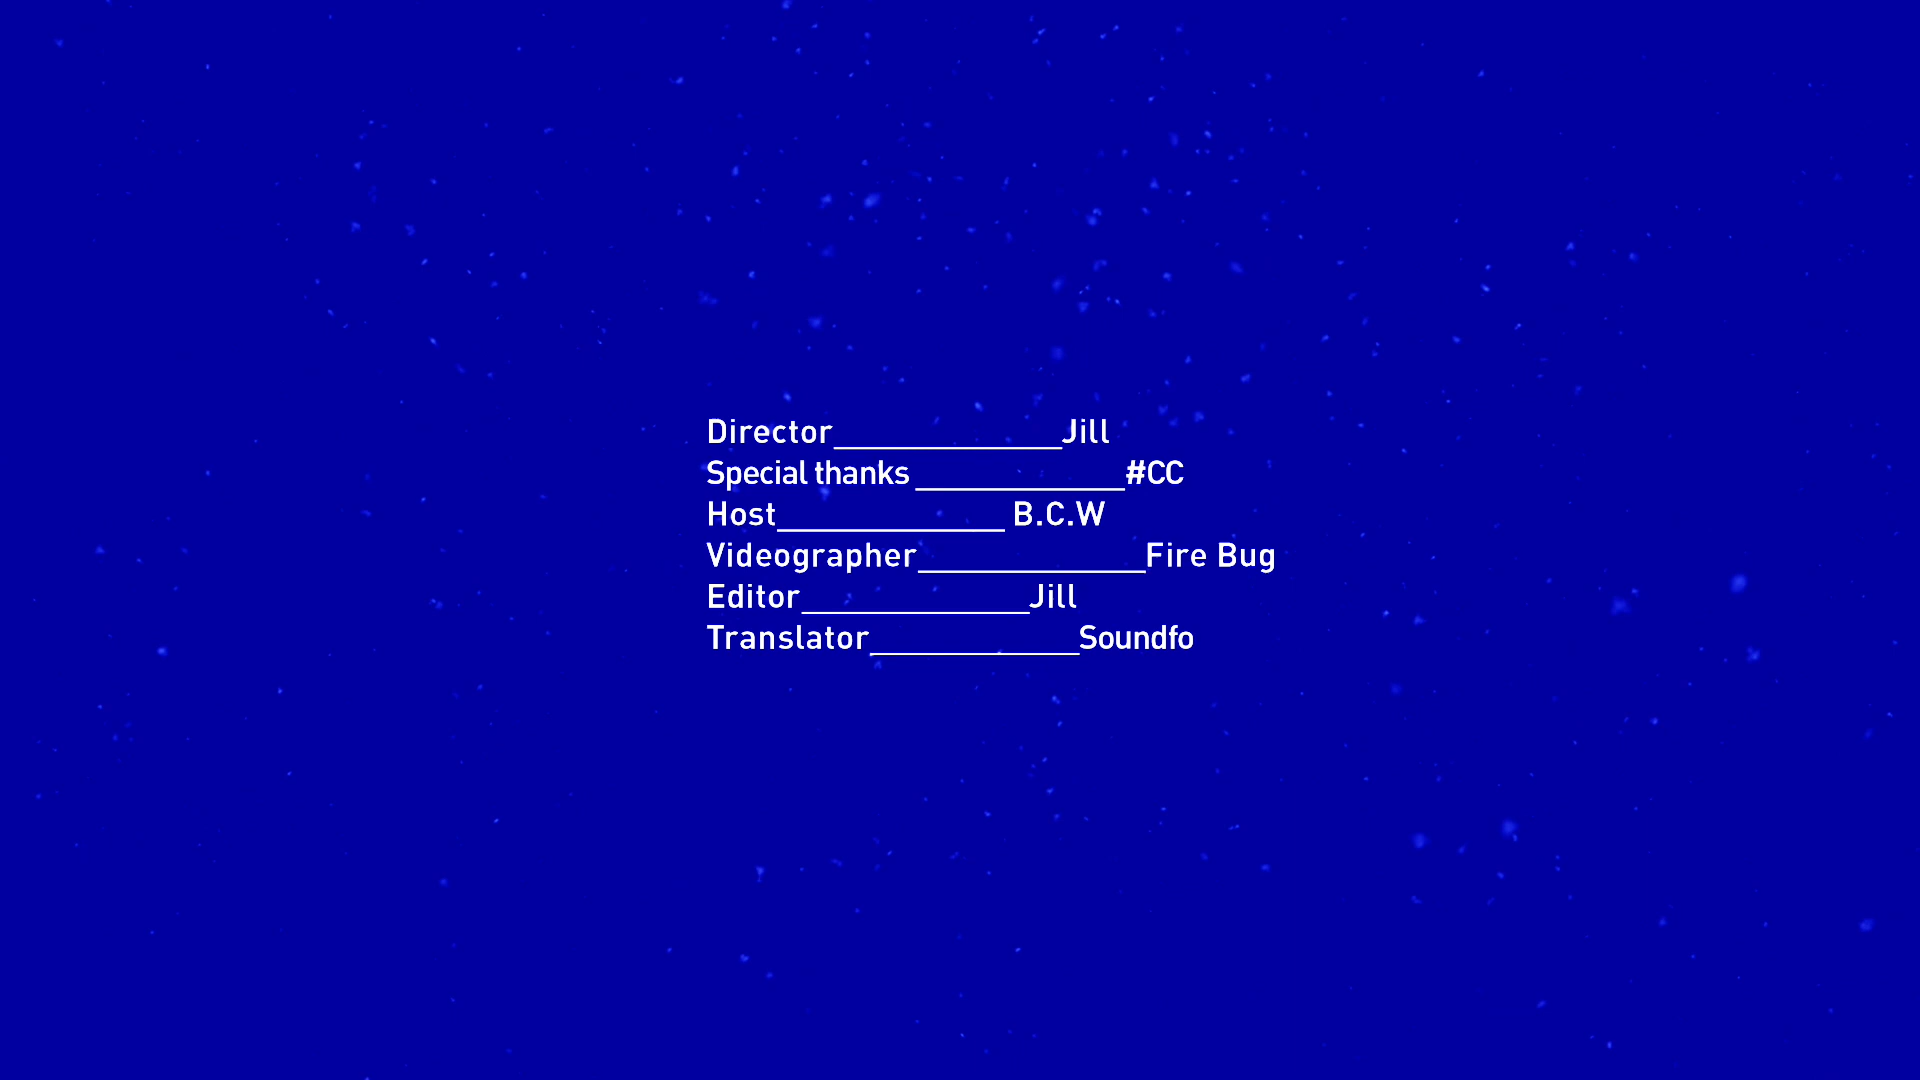 Director______________Jill
Special thanks _____________#CC
Host______________ B.C.W
Videographer______________Fire Bug
Editor______________Jill
Translator_____________Soundfo